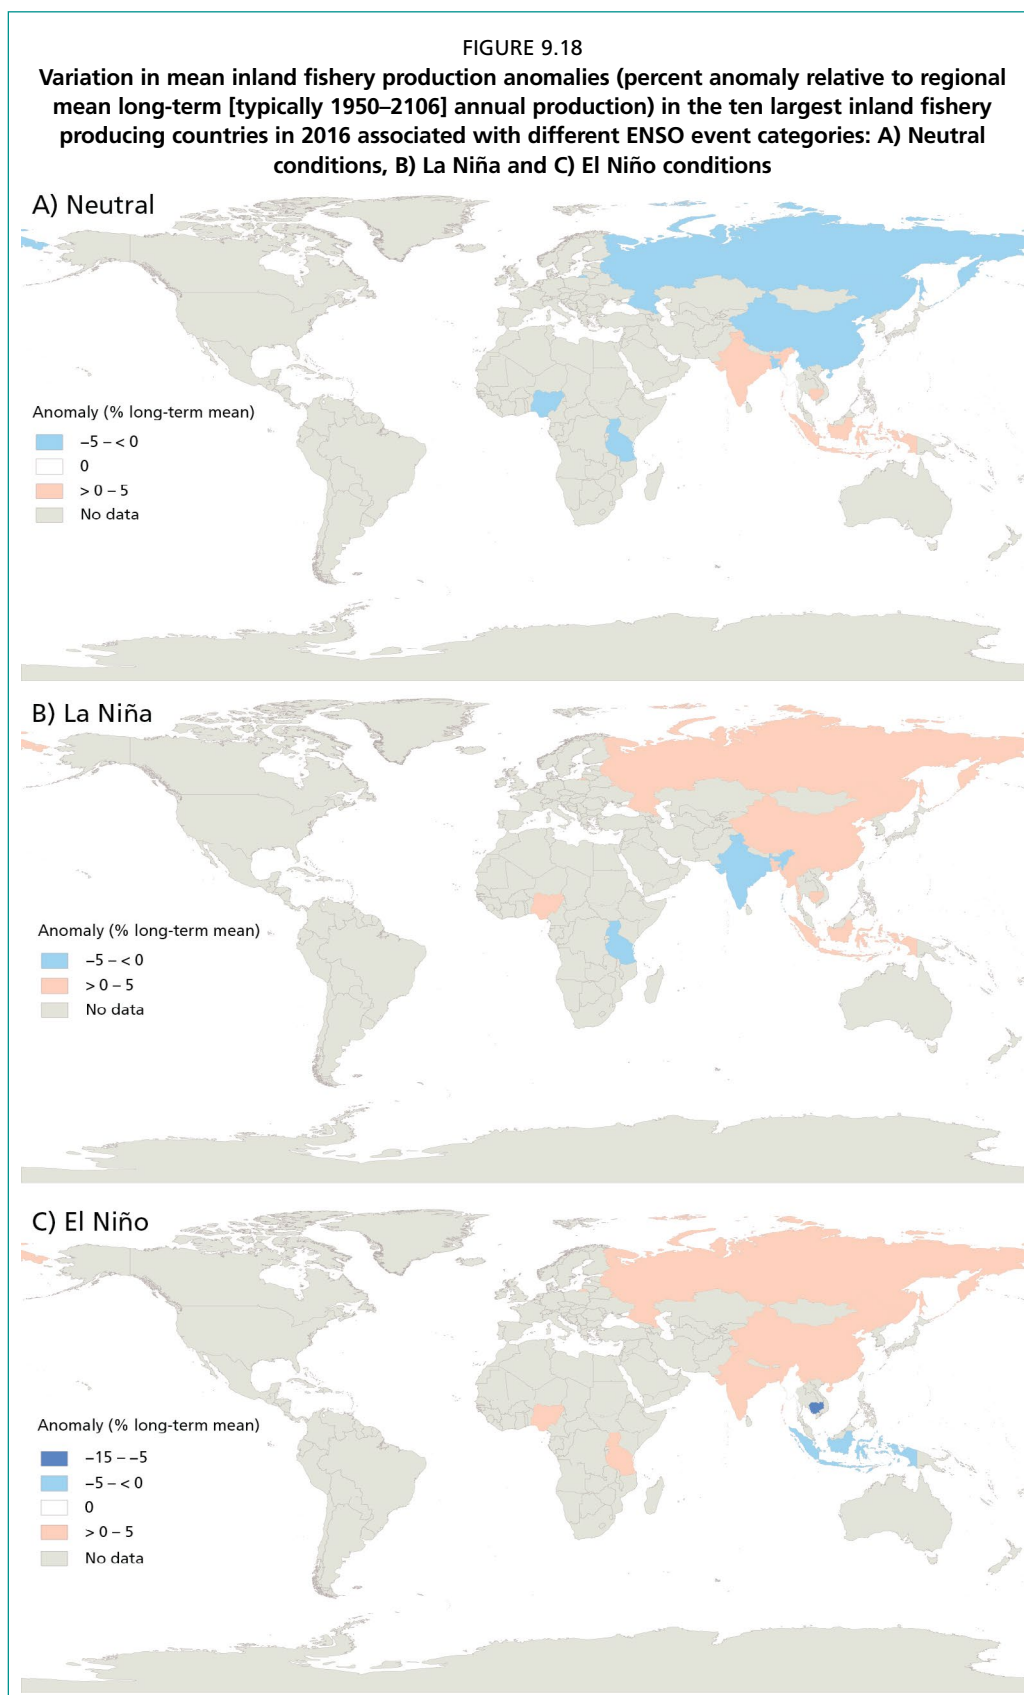 FIGURE 9.18
Variation in mean inland fishery production anomalies (percent anomaly relative to regional
mean long-term [typically 1950–2106] annual production) in the ten largest inland fishery
producing countries in 2016 associated with different ENSO event categories: A) Neutral
conditions, B) La Niña and C) El Niño conditions
A) Neutral
Anomaly (% long-term mean)
−5 – < 0
0
> 0 – 5
No data
B) La Niña
Anomaly (% long-term mean)
−5 – < 0
> 0 – 5
No data
C) El Niño
Anomaly (% long-term mean)
−15 – −5
−5 – < 0
0
> 0 – 5
No data